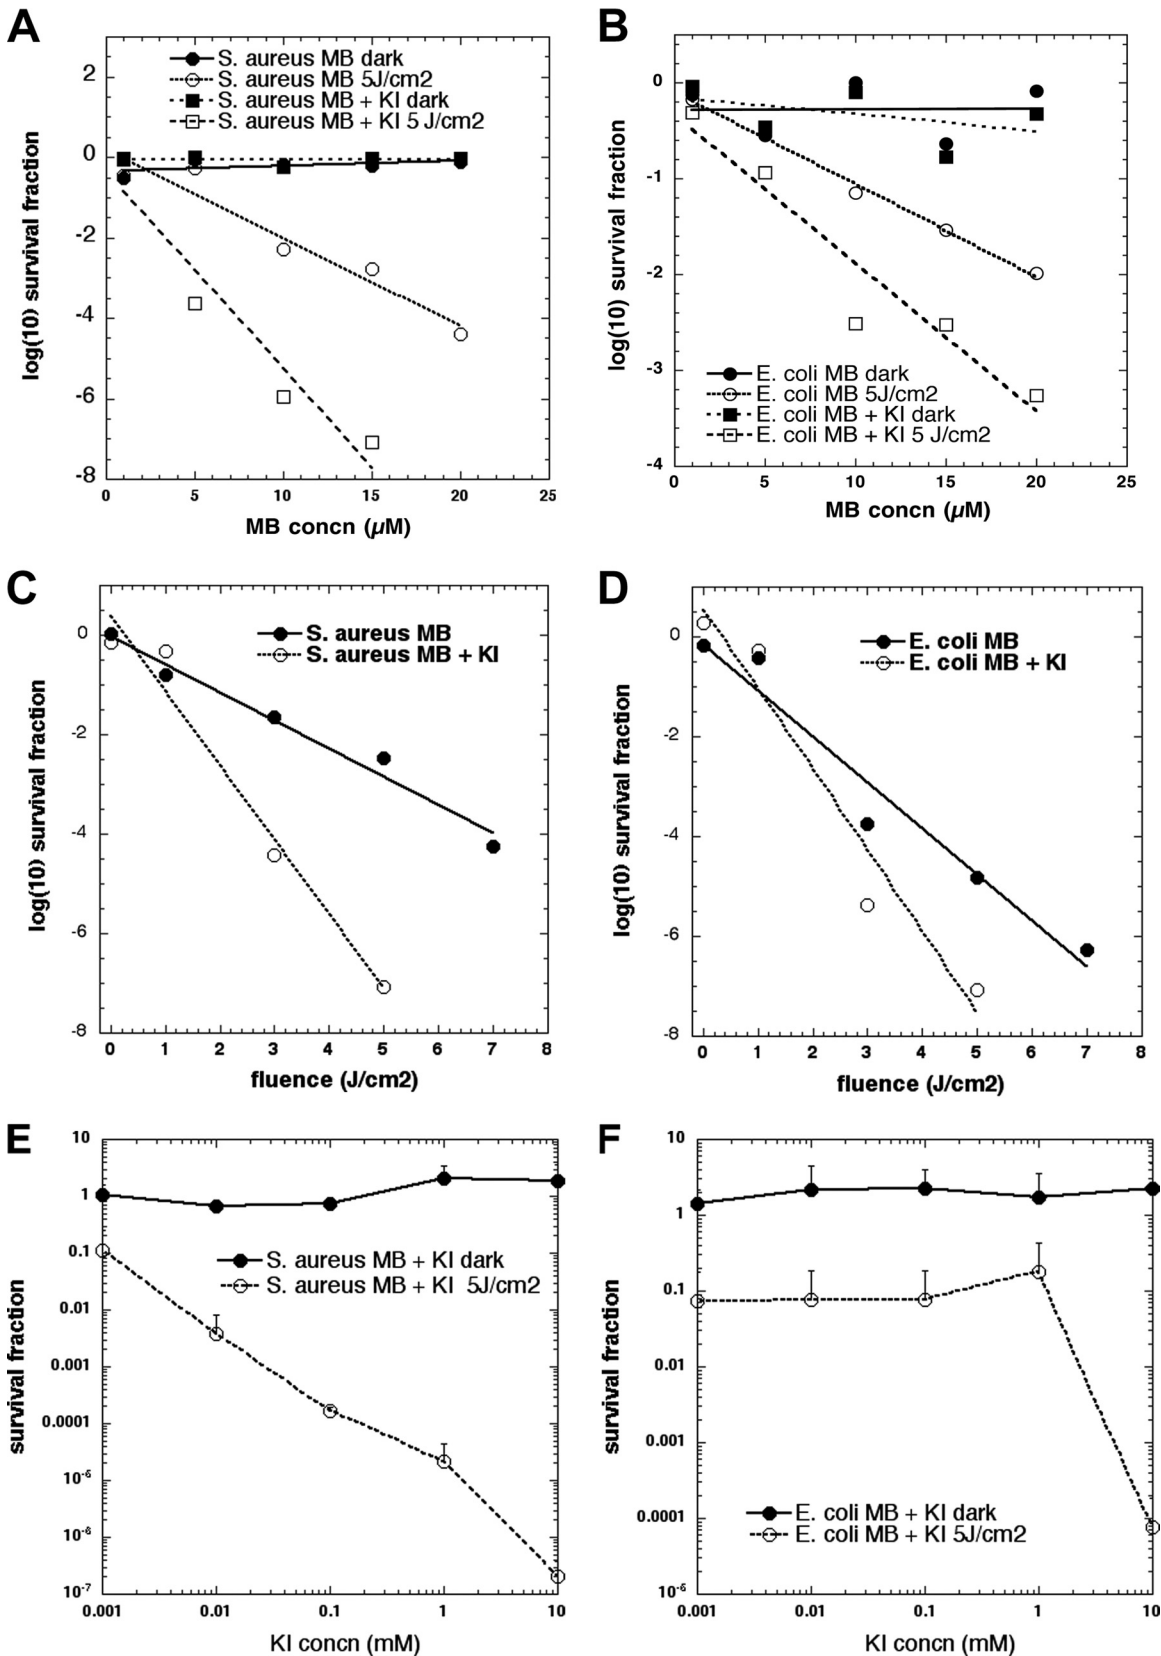 A
S. aureus MB dark
S. aureus MB 5J/cm2
S. aureus MB + KI dark
S. aureus MB + KI 5 J/cm2
log(10) survival fraction
2
0
-2
-4
-6
-8
0 5 10 15 20 25
MB concn (µM)
B
0
-1
-2
-3
-4
log(10) survival fraction
E. coli MB dark
E. coli MB 5J/cm2
E. coli MB + KI dark
E. coli MB + KI 5 J/cm2
0 5 10 15 20 25
MB concn (µM)
C
S. aureus MB
S. aureus MB + KI
log(10) survival fraction
0
-2
-4
-6
-8
0 1 2 3 4 5 6 7 8
fluence (J/cm2)
D
E. coli MB
E. coli MB + KI
log(10) survival fraction
0
-2
-4
-6
-8
0 1 2 3 4 5 6 7 8
fluence (J/cm2)
E
10
1
0.1
0.01
0.001
0.0001
10-5
10-6
10-7
survival fraction
S. aureus MB + KI dark
S. aureus MB + KI 5J/cm2
0.001 0.01 0.1 1 10
KI concn (mM)
F
10
1
0.1
0.01
0.001
0.0001
10-5
survival fraction
E. coli MB + KI dark
E. coli MB + KI 5J/cm2
0.001 0.01 0.1 1 10
KI concn (mM)